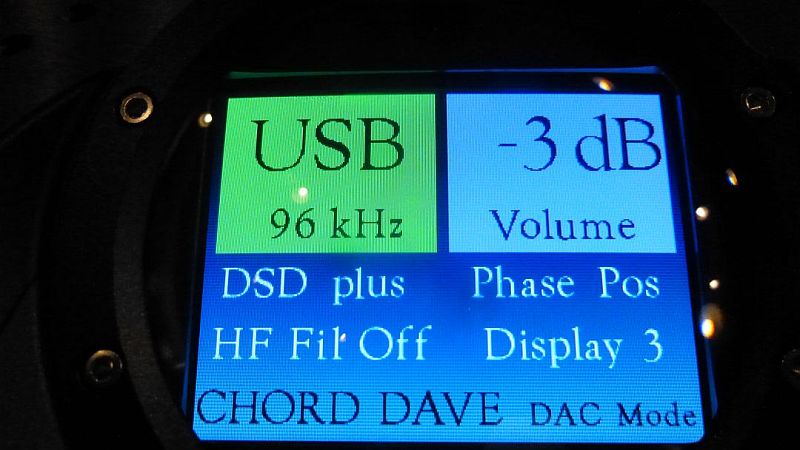 USB
96 kHz
-3 dB
Volume
DSD plus
Phase Pos
HF Fil Off
Display 3
CHORD DAVE DAC Mode